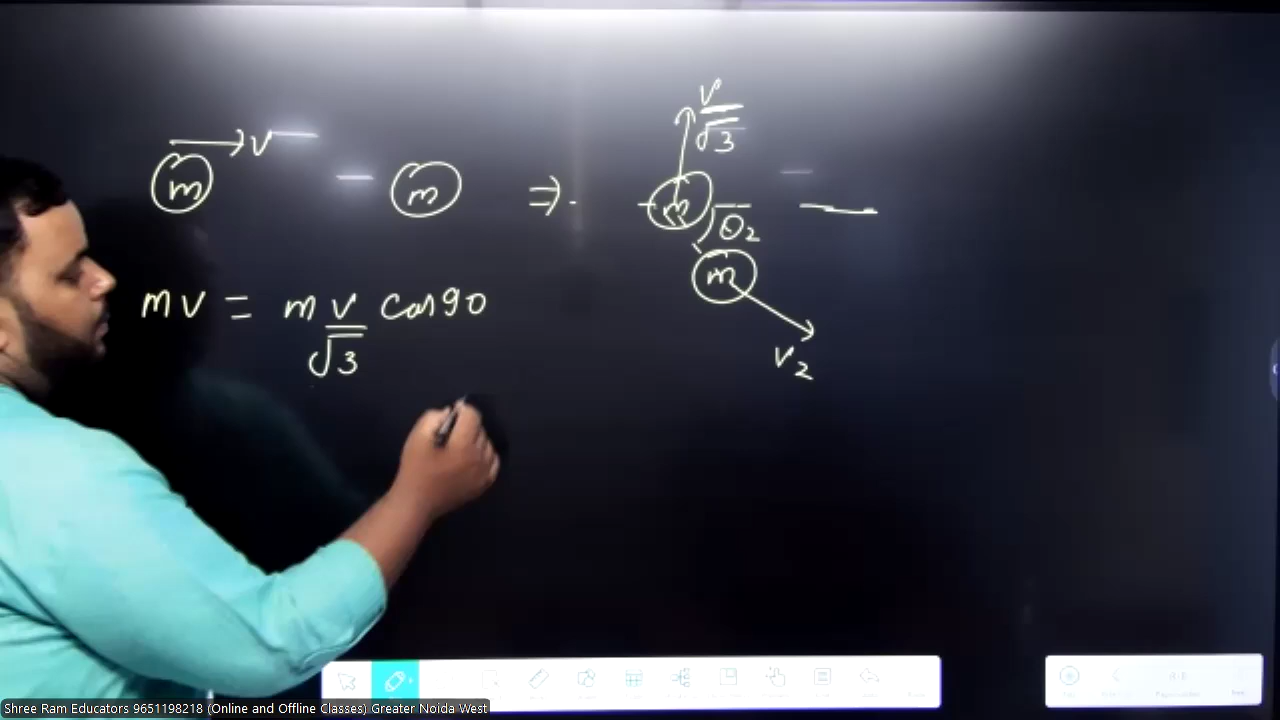 → v
m
m
⇒
v/√3
m
θ2
m
v2
mv = m v/√3 cos90
Shree Ram Educators 9651198218 (Online and Offline Classes) Greater Noida West